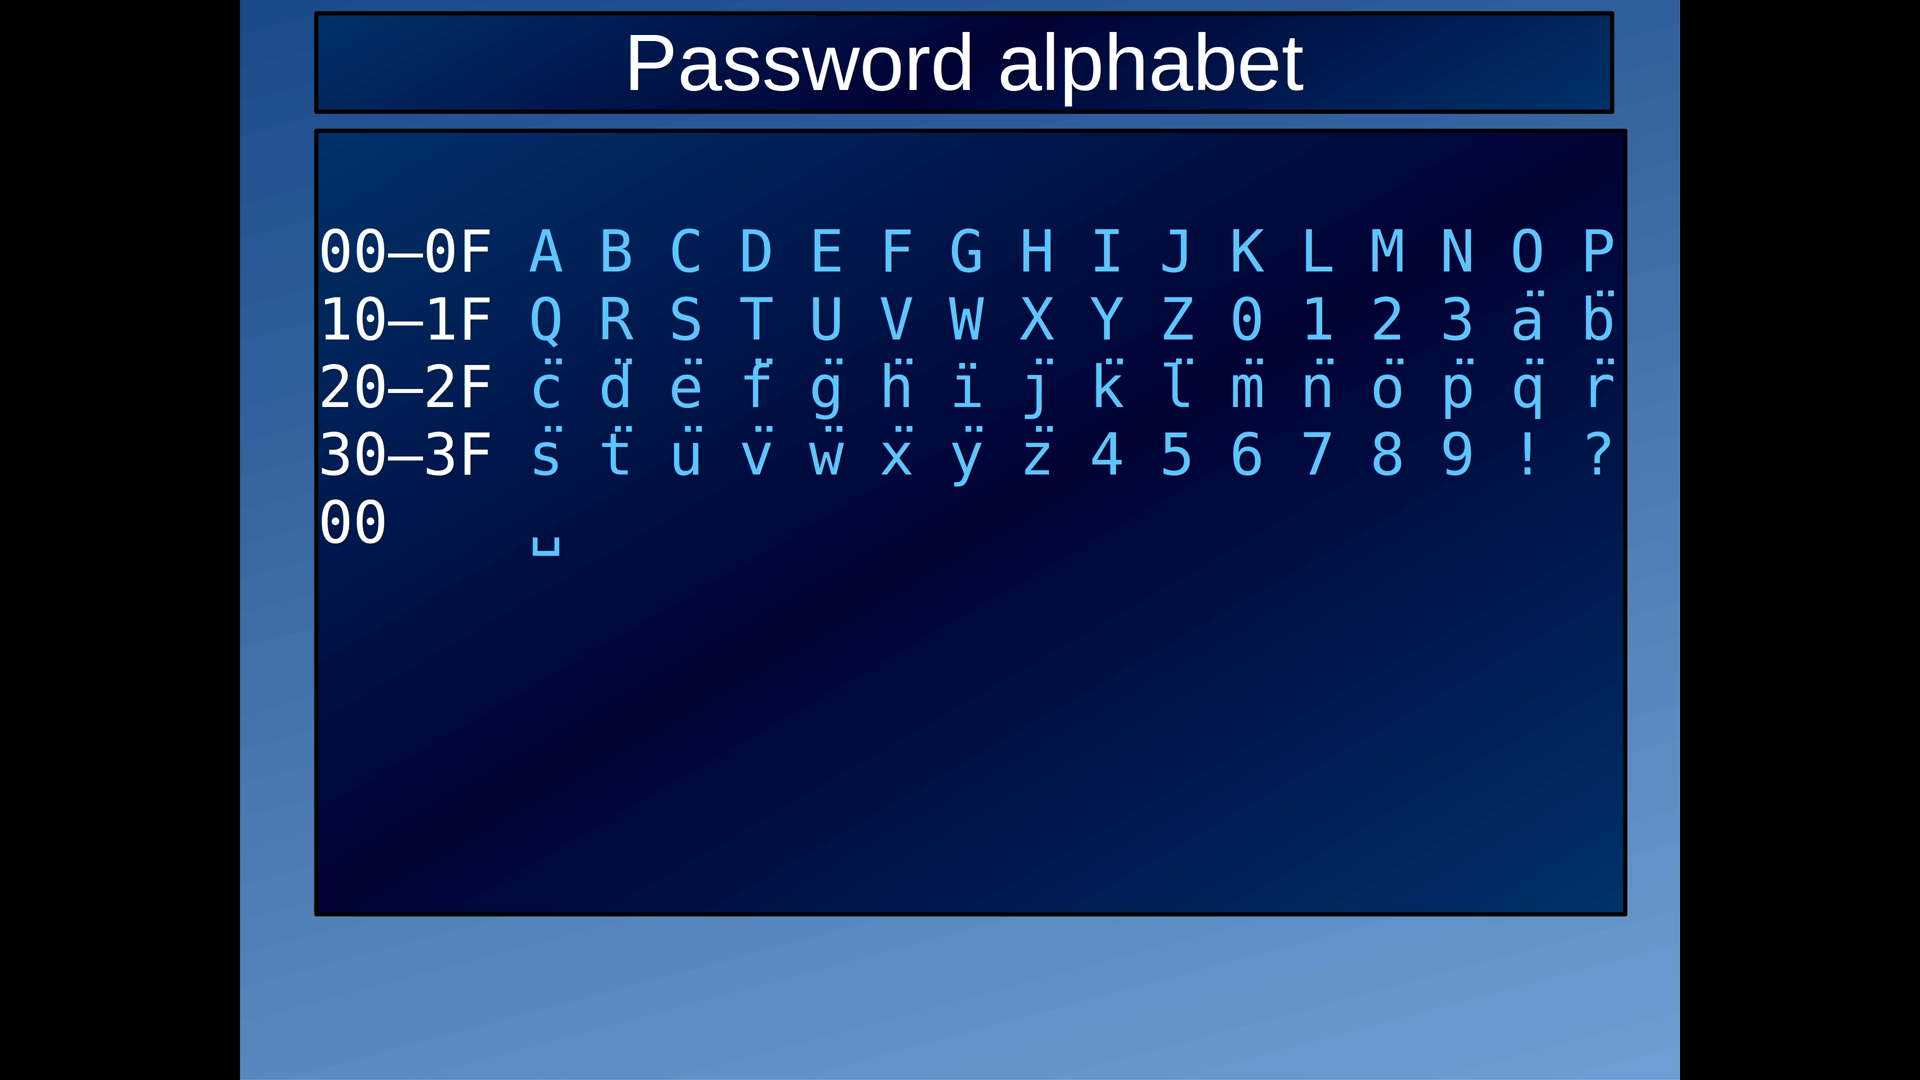 Password alphabet
00–0F A B C D E F G H I J K L M N O P
10–1F Q R S T U V W X Y Z 0 1 2 3 ä b̈
20–2F c̈ d̈ ë f̈ g̈ ḧ ï j̈ k̈ l̈ m̈ n̈ ö p̈ q̈ r̈
30–3F s̈ ẗ ü v̈ ẅ ẍ ÿ z̈ 4 5 6 7 8 9 ! ?
00 ␣